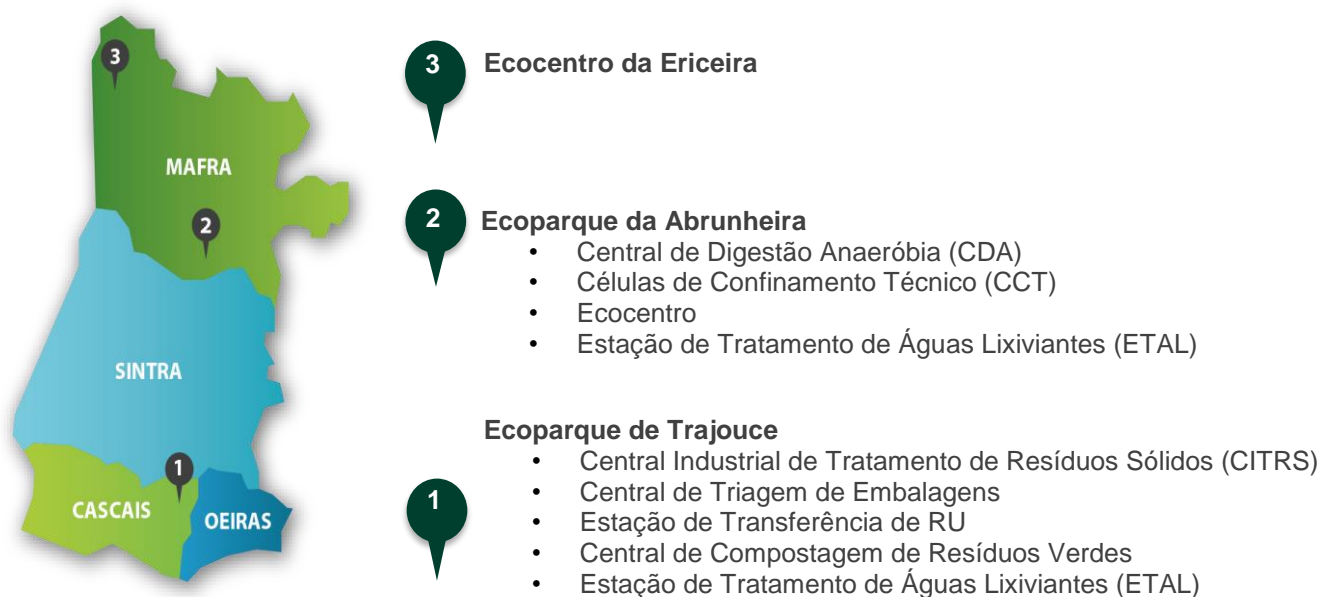 3
MAFRA
2
SINTRA
1
CASCAIS
OEIRAS
3 Ecocentro da Ericeira
2 Ecoparque da Abrunheira
• Central de Digestão Anaeróbia (CDA)
• Células de Confinamento Técnico (CCT)
• Ecocentro
• Estação de Tratamento de Águas Lixiviantes (ETAL)
Ecoparque de Trajouce
• Central Industrial de Tratamento de Resíduos Sólidos (CITRS)
• Central de Triagem de Embalagens
1
• Estação de Transferência de RU
• Central de Compostagem de Resíduos Verdes
• Estação de Tratamento de Águas Lixiviantes (ETAL)